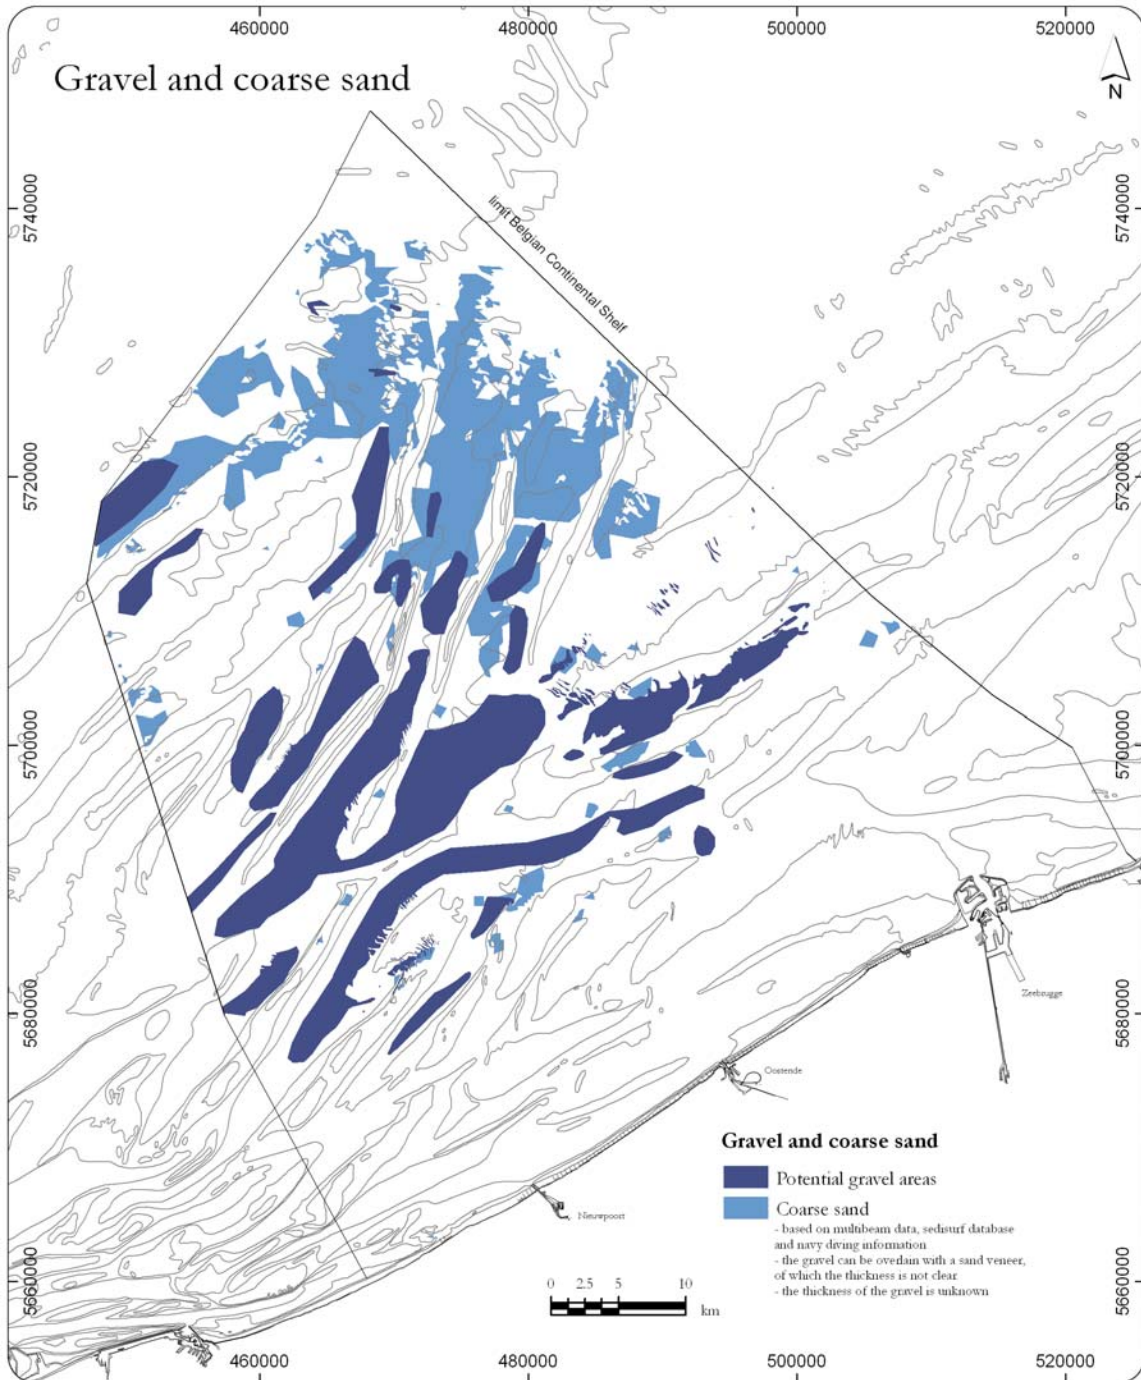 460000
480000
500000
520000
Gravel and coarse sand
N
5740000
5740000
limit Belgian Continental Shelf
5720000
5720000
5700000
5700000
Zeebrugge
5680000
5680000
Oostende
Gravel and coarse sand
Potential gravel areas
Nieuwpoort
Coarse sand
- based on multibeam data, sedisurf database
and navy diving information
- the gravel can be overlain with a sand veneer,
of which the thickness is not clear
- the thickness of the gravel is unknown
5660000
5660000
0 2.5 5 10
km
460000
480000
500000
520000